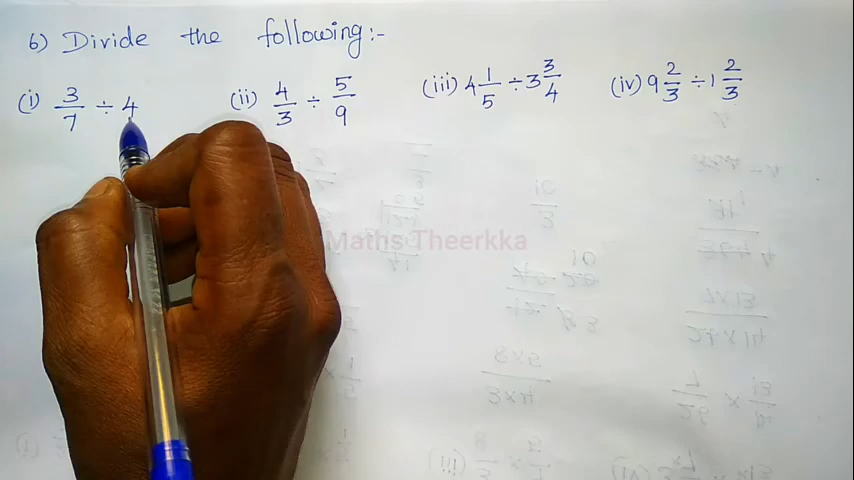 6) Divide the following:-
(i) 3/7 ÷ 4 (ii) 4/3 ÷ 5/9 (iii) 4 1/5 ÷ 3 3/4 (iv) 9 2/3 ÷ 1 2/3
Maths Theerkka